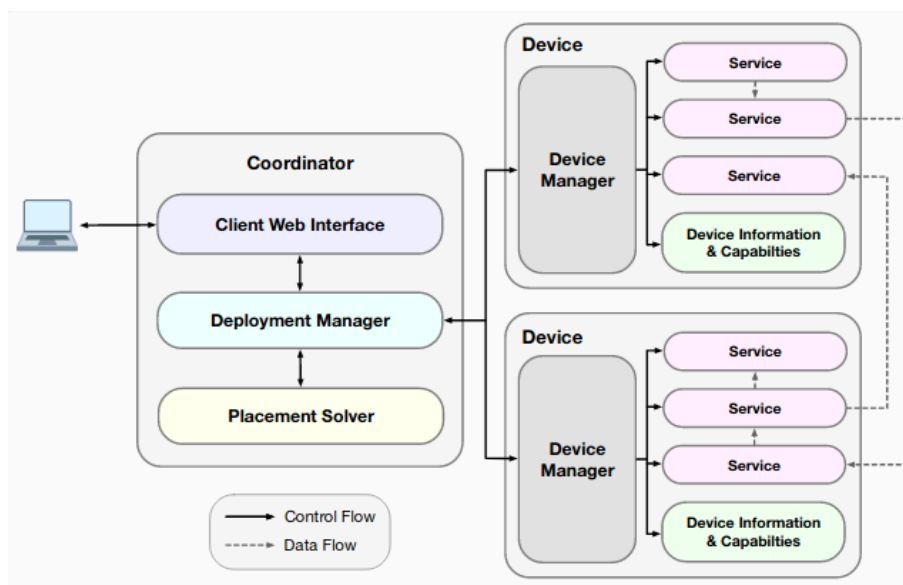 Coordinator
Client Web Interface
Deployment Manager
Placement Solver
Control Flow
Data Flow
Device
Device
Manager
Service
Service
Service
Device Information
& Capabilties
Device
Device
Manager
Service
Service
Service
Device Information
& Capabilties